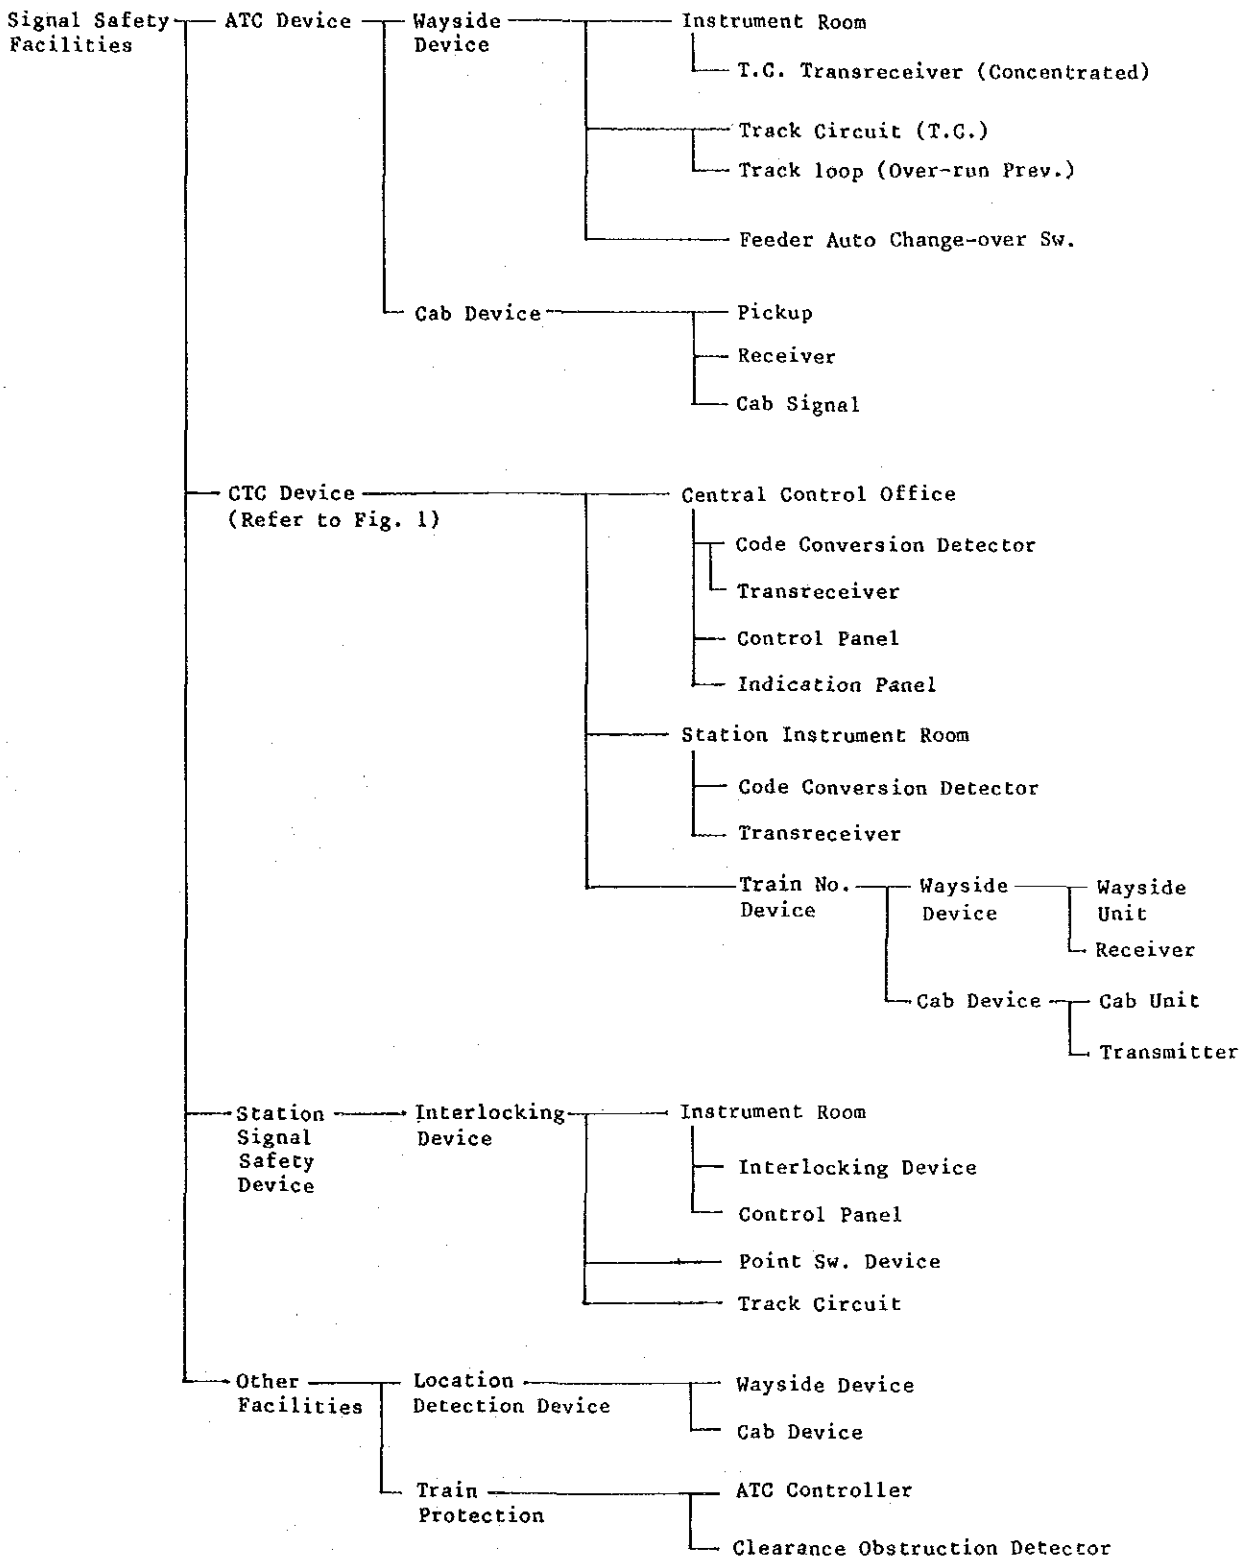 Signal Safety
Facilities
ATC Device
Wayside
Device
Instrument Room
T.C. Transreceiver (Concentrated)
Track Circuit (T.C.)
Track loop (Over-run Prev.)
Feeder Auto Change-over Sw.
Cab Device
Pickup
Receiver
Cab Signal
CTC Device
(Refer to Fig. 1)
Central Control Office
Code Conversion Detector
Transreceiver
Control Panel
Indication Panel
Station Instrument Room
Code Conversion Detector
Transreceiver
Train No.
Device
Wayside
Device
Wayside
Unit
Receiver
Cab Device
Cab Unit
Transmitter
Station
Signal
Safety
Device
Interlocking
Device
Instrument Room
Interlocking Device
Control Panel
Point Sw. Device
Track Circuit
Other
Facilities
Location
Detection Device
Wayside Device
Cab Device
Train
Protection
ATC Controller
Clearance Obstruction Detector